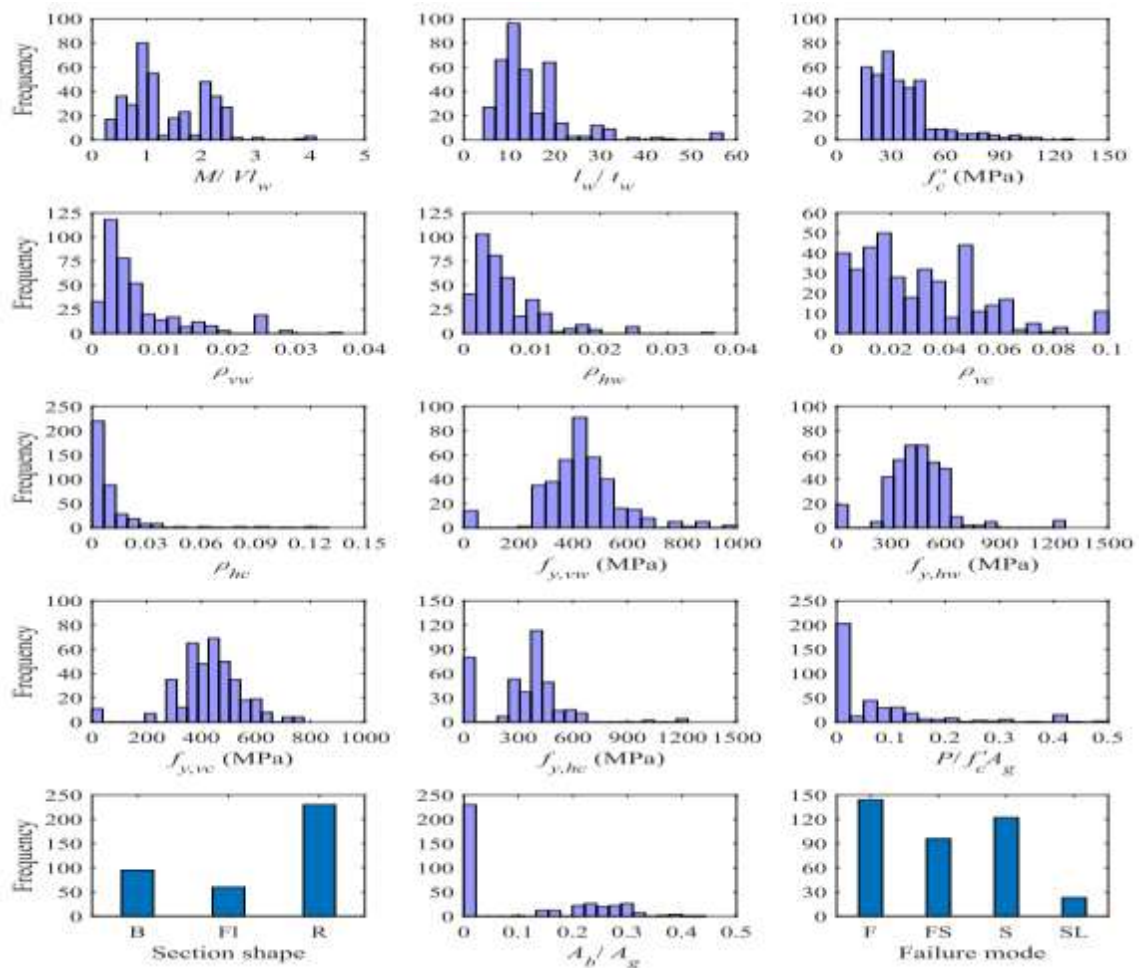 100 100 100
80 80 80
Frequency
60 60 60
40 40 40
20 20 20
0 0 0
0 1 2 3 4 5 0 10 20 30 40 50 60 0 30 60 90 120 150
M/ Vl_w l_w/ t_w f_c' (MPa)
125 125 60
100 100 50
Frequency
75 75 40
30
50 50 20
25 25 10
0 0 0
0 0.01 0.02 0.03 0.04 0 0.01 0.02 0.03 0.04 0 0.02 0.04 0.06 0.08 0.1
ρ_vw ρ_hw ρ_vc
250 100 100
200 80 80
Frequency
150 60 60
100 40 40
50 20 20
0 0 0
0 0.03 0.06 0.09 0.12 0.15 0 200 400 600 800 1000 0 300 600 900 1200 1500
ρ_hc f_y,vw (MPa) f_y,hw (MPa)
100 150 250
80 120 200
Frequency
60 90 150
40 60 100
20 30 50
0 0 0
0 200 400 600 800 1000 0 300 600 900 1200 1500 0 0.1 0.2 0.3 0.4 0.5
f_y,vc (MPa) f_y,hc (MPa) P/ f_c' A_g
250 250 150
200 200 120
Frequency
150 150 90
100 100 60
50 50 30
0 0 0
B Fl R 0 0.1 0.2 0.3 0.4 0.5 F FS S SL
Section shape A_b/ A_g Failure mode